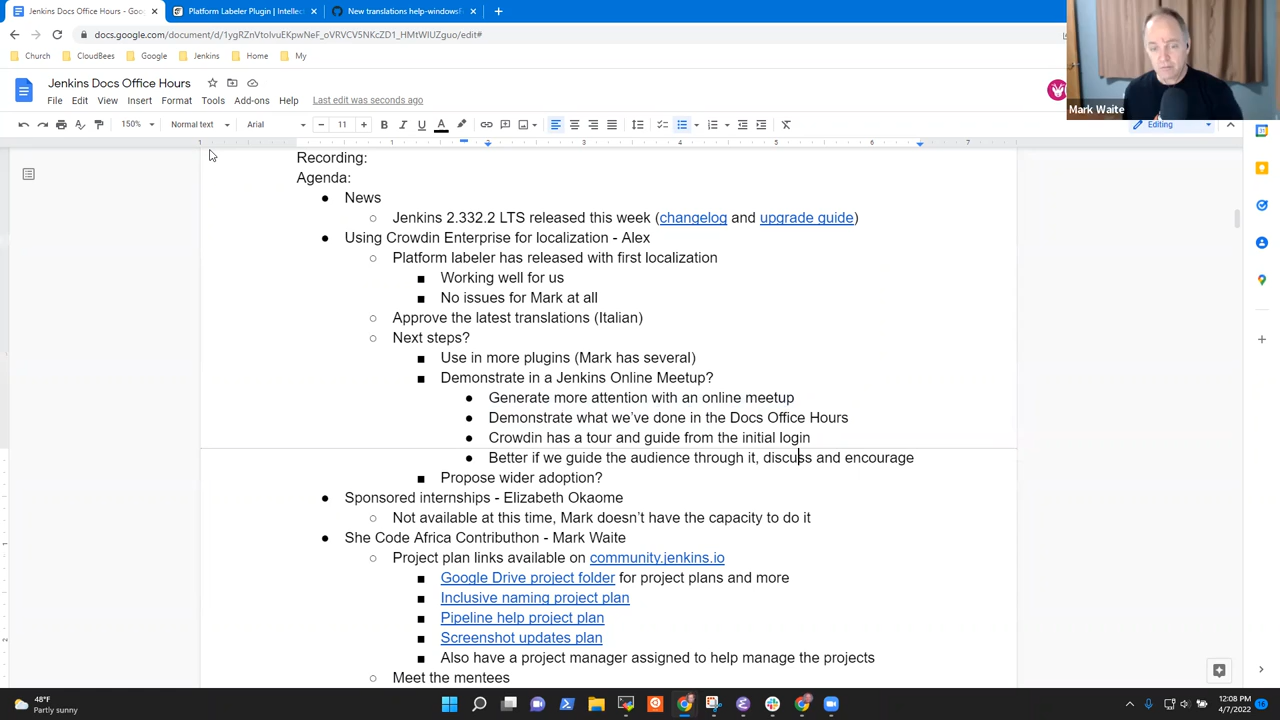 Jenkins Docs Office Hours - Goo
Platform Labeler Plugin | Intellec
New translations help-windowsR
docs.google.com/document/d/1ygRZnVtoIvuEKpwNeF_oVRVCV5NKcZD1_HMtWIUZguo/edit#
Church
CloudBees
Google
Jenkins
Home
My
Jenkins Docs Office Hours
File Edit View Insert Format Tools Add-ons Help Last edit was seconds ago
Mark Waite
150% Normal text Arial 11 Editing
1 3 4 5 6 7
Recording:
Agenda:
● News
○ Jenkins 2.332.2 LTS released this week (changelog and upgrade guide)
● Using Crowdin Enterprise for localization - Alex
○ Platform labeler has released with first localization
■ Working well for us
■ No issues for Mark at all
○ Approve the latest translations (Italian)
○ Next steps?
■ Use in more plugins (Mark has several)
■ Demonstrate in a Jenkins Online Meetup?
● Generate more attention with an online meetup
● Demonstrate what we've done in the Docs Office Hours
● Crowdin has a tour and guide from the initial login
● Better if we guide the audience through it, discuss and encourage
■ Propose wider adoption?
● Sponsored internships - Elizabeth Okaome
○ Not available at this time, Mark doesn't have the capacity to do it
● She Code Africa Contributhon - Mark Waite
○ Project plan links available on community.jenkins.io
■ Google Drive project folder for project plans and more
■ Inclusive naming project plan
■ Pipeline help project plan
■ Screenshot updates plan
■ Also have a project manager assigned to help manage the projects
○ Meet the mentees
48°F
Partly sunny
12:08 PM
4/7/2022